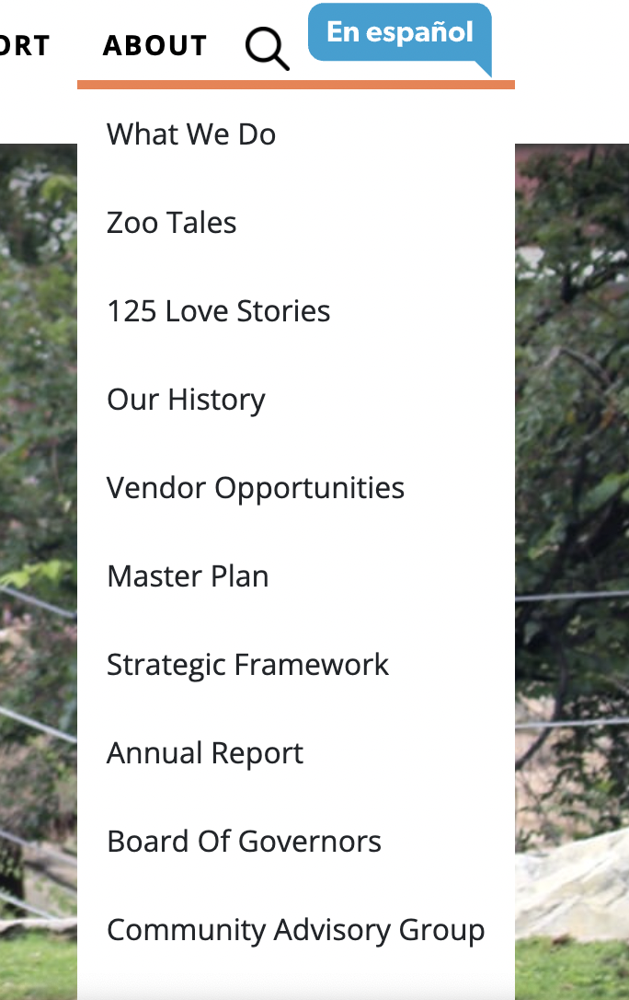 ORT
ABOUT
En español
What We Do
Zoo Tales
125 Love Stories
Our History
Vendor Opportunities
Master Plan
Strategic Framework
Annual Report
Board Of Governors
Community Advisory Group